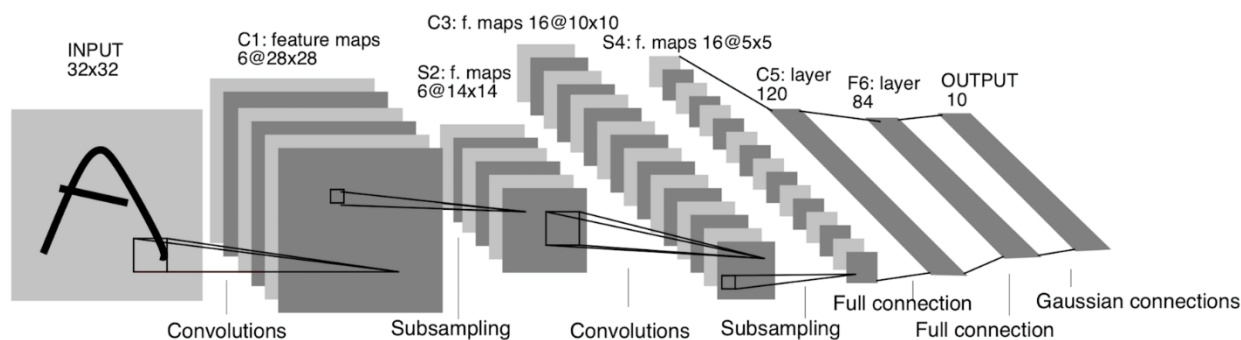 INPUT
32x32
C1: feature maps
6@28x28
S2: f. maps
6@14x14
C3: f. maps 16@10x10
S4: f. maps 16@5x5
C5: layer
120
F6: layer
84
OUTPUT
10
Convolutions
Subsampling
Convolutions
Subsampling
Full connection
Full connection
Gaussian connections